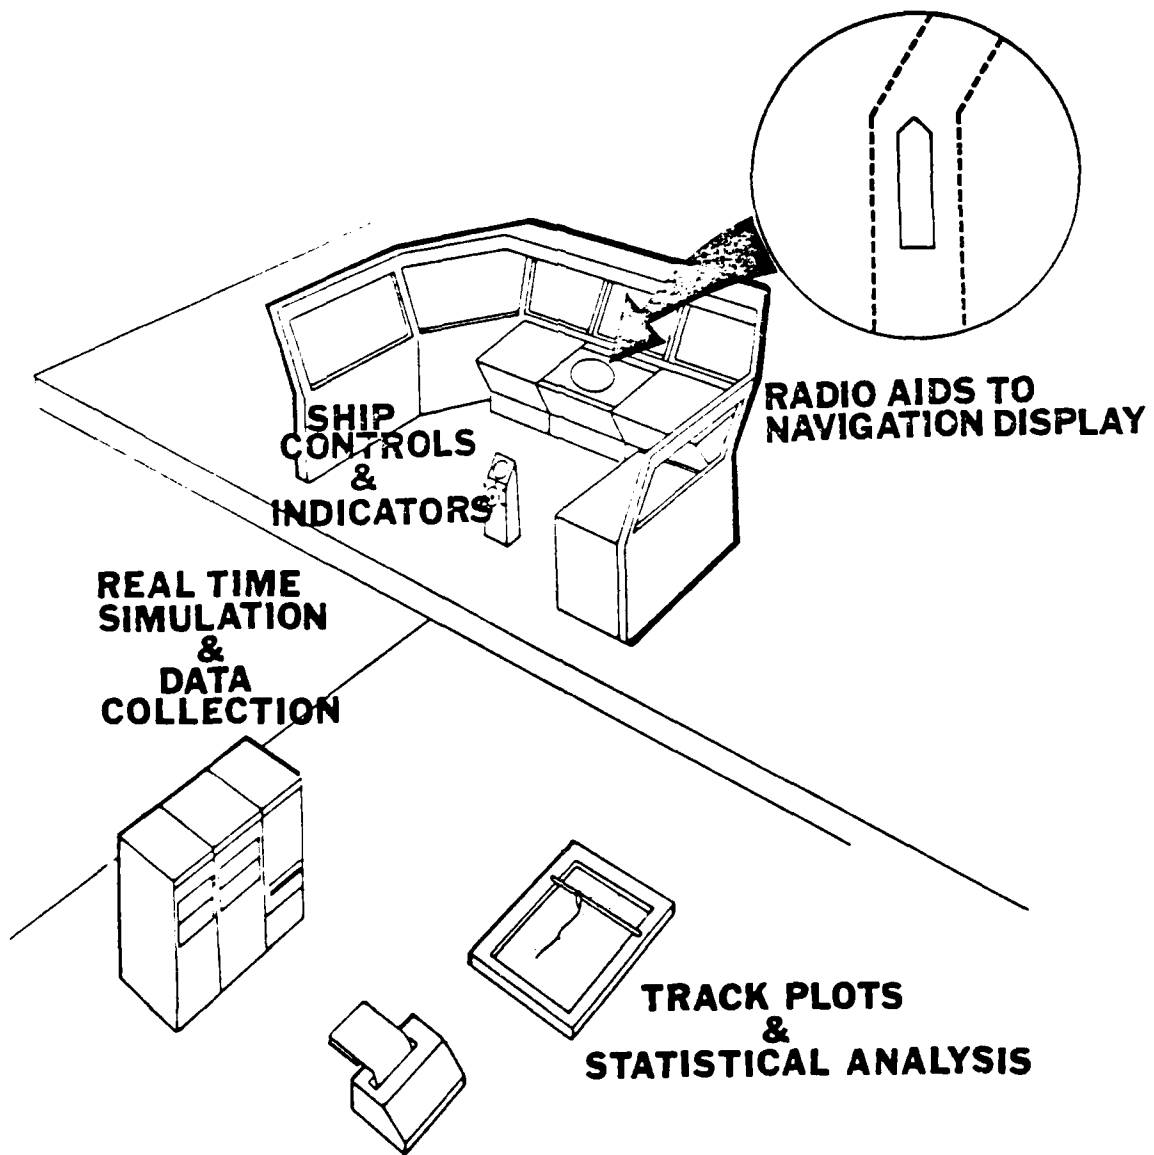 RADIO AIDS TO
NAVIGATION DISPLAY
SHIP
CONTROLS
&
INDICATORS
REAL TIME
SIMULATION
&
DATA
COLLECTION
TRACK PLOTS
&
STATISTICAL ANALYSIS